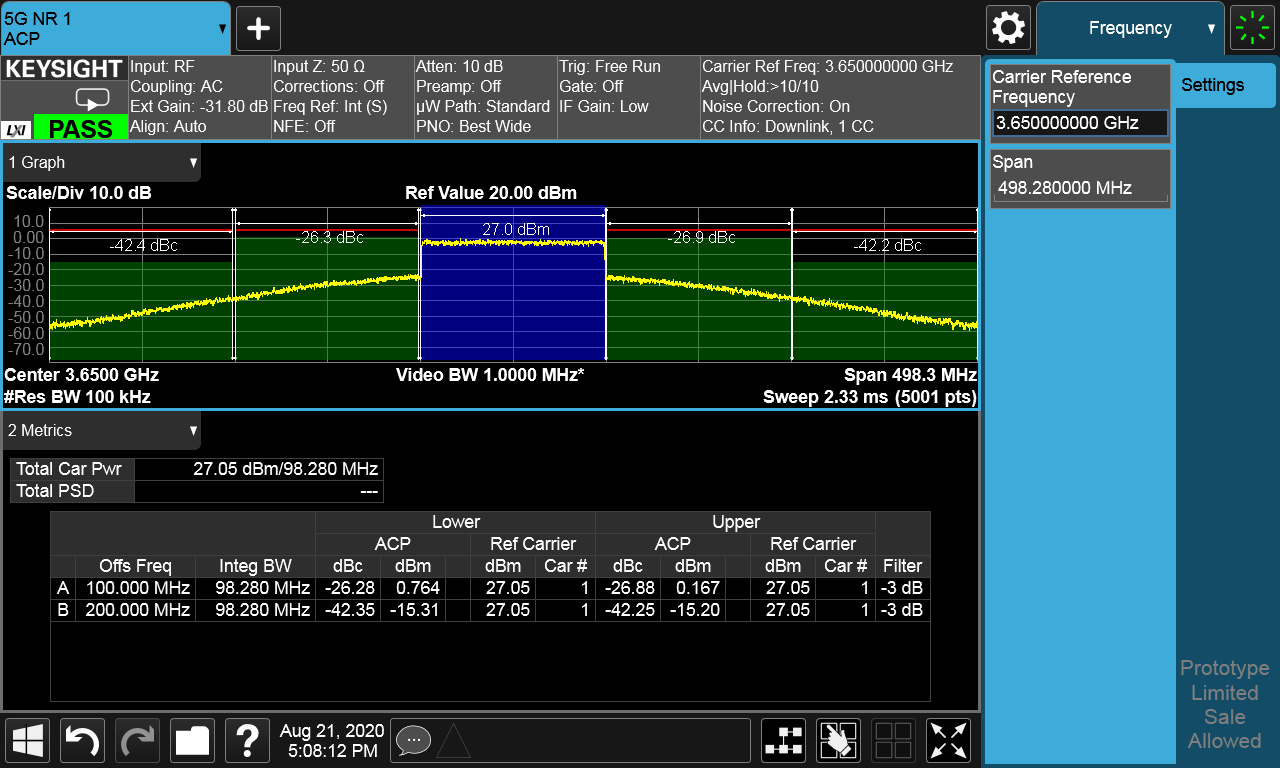 5G NR 1
ACP
Frequency
KEYSIGHT
Input: RF
Coupling: AC
Ext Gain: -31.80 dB
Align: Auto
LXI
PASS
Input Z: 50 Ω
Corrections: Off
Freq Ref: Int (S)
NFE: Off
Atten: 10 dB
Preamp: Off
µW Path: Standard
PNO: Best Wide
Trig: Free Run
Gate: Off
IF Gain: Low
Carrier Ref Freq: 3.650000000 GHz
Avg|Hold:>10/10
Noise Correction: On
CC Info: Downlink, 1 CC
Carrier Reference
Frequency
3.650000000 GHz
Span
498.280000 MHz
Settings
1 Graph
Scale/Div 10.0 dB
Ref Value 20.00 dBm
10.0
0.00
-10.0
-20.0
-30.0
-40.0
-50.0
-60.0
-70.0
-42.4 dBc
-26.3 dBc
27.0 dBm
-26.9 dBc
-42.2 dBc
Center 3.6500 GHz
Video BW 1.0000 MHz*
Span 498.3 MHz
#Res BW 100 kHz
Sweep 2.33 ms (5001 pts)
2 Metrics
Total Car Pwr 27.05 dBm/98.280 MHz
Total PSD ---
Lower Upper
ACP Ref Carrier ACP Ref Carrier
Offs Freq Integ BW dBc dBm dBm Car # dBc dBm dBm Car # Filter
A 100.000 MHz 98.280 MHz -26.28 0.764 27.05 1 -26.88 0.167 27.05 1 -3 dB
B 200.000 MHz 98.280 MHz -42.35 -15.31 27.05 1 -42.25 -15.20 27.05 1 -3 dB
Prototype
Limited
Sale
Allowed
?
Aug 21, 2020
5:08:12 PM